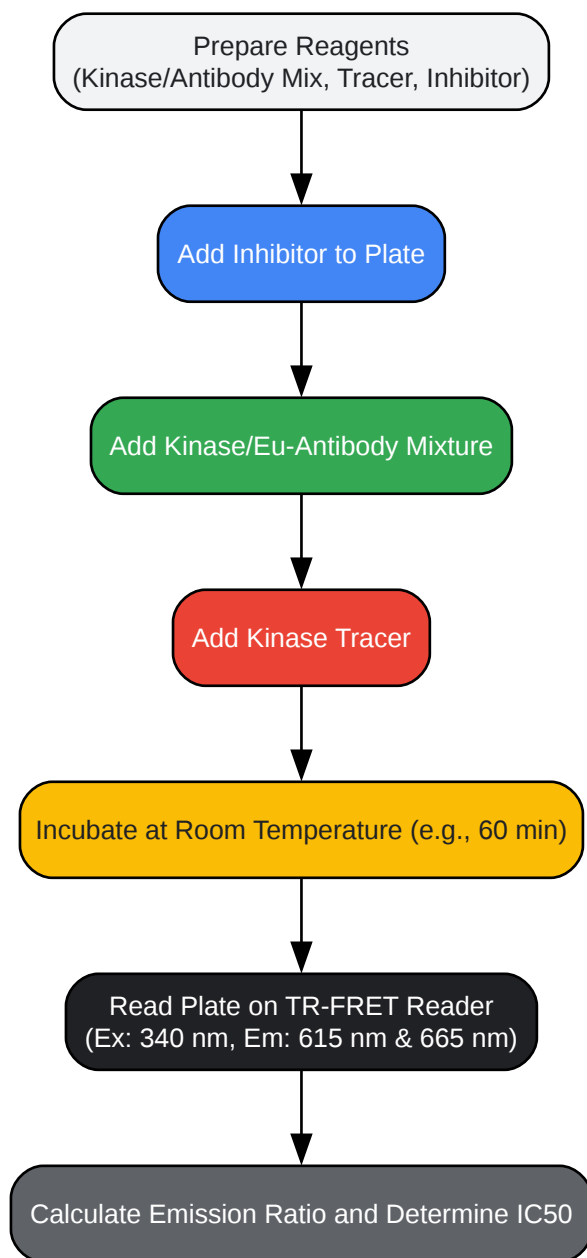 Prepare Reagents
(Kinase/Antibody Mix, Tracer, Inhibitor)
Add Inhibitor to Plate
Add Kinase/Eu-Antibody Mixture
Add Kinase Tracer
Incubate at Room Temperature (e.g., 60 min)
Read Plate on TR-FRET Reader
(Ex: 340 nm, Em: 615 nm & 665 nm)
Calculate Emission Ratio and Determine IC50